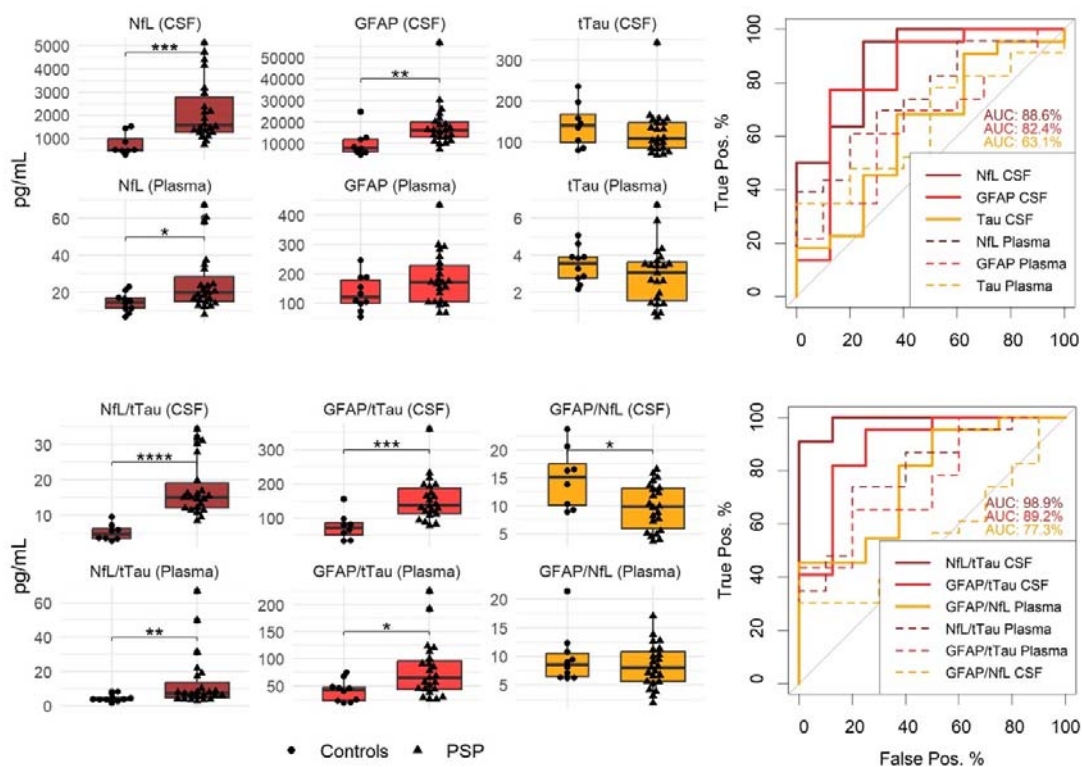 NfL (CSF)
GFAP (CSF)
tTau (CSF)
5000
4000
3000
2000
1000
***
50000
40000
30000
20000
10000
0
**
300
200
100
pg/mL
NfL (Plasma)
GFAP (Plasma)
tTau (Plasma)
60
40
20
*
400
300
200
100
6
4
2
True Pos. %
100
80
60
40
20
0
AUC: 88.6%
AUC: 82.4%
AUC: 63.1%
NfL CSF
GFAP CSF
Tau CSF
NfL Plasma
GFAP Plasma
Tau Plasma
0 20 40 60 80 100
NfL/tTau (CSF)
GFAP/tTau (CSF)
GFAP/NfL (CSF)
30
20
10
0
****
300
200
100
***
20
15
10
5
*
pg/mL
NfL/tTau (Plasma)
GFAP/tTau (Plasma)
GFAP/NfL (Plasma)
60
40
20
0
**
200
150
100
50
*
20
15
10
5
Controls PSP
True Pos. %
100
80
60
40
20
0
AUC: 98.9%
AUC: 89.2%
AUC: 77.3%
NfL/tTau CSF
GFAP/tTau CSF
GFAP/NfL Plasma
NfL/tTau Plasma
GFAP/tTau Plasma
GFAP/NfL CSF
0 20 40 60 80 100
False Pos. %